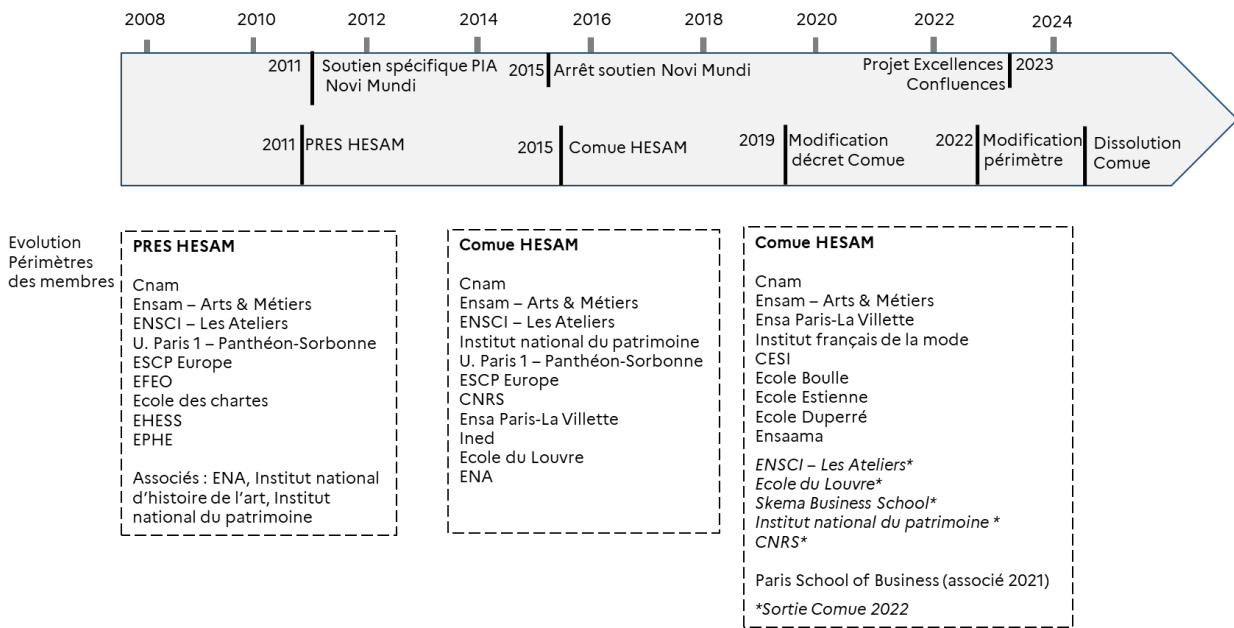 2008 2010 2012 2014 2016 2018 2020 2022 2024
2011 Soutien spécifique PIA
Novi Mundi
2015 Arrêt soutien Novi Mundi
Projet Excellences 2023
Confluences
2011 PRES HESAM
2015 Comue HESAM
2019 Modification
décret Comue
2022 Modification
périmètre
Dissolution
Comue
Evolution
Périmètres
des membres
PRES HESAM
Cnam
Ensam – Arts & Métiers
ENSCI – Les Ateliers
U. Paris 1 – Panthéon-Sorbonne
ESCP Europe
EFEO
Ecole des chartes
EHESS
EPHE
Associés : ENA, Institut national
d'histoire de l'art, Institut
national du patrimoine
Comue HESAM
Cnam
Ensam – Arts & Métiers
ENSCI – Les Ateliers
Institut national du patrimoine
U. Paris 1 – Panthéon-Sorbonne
ESCP Europe
CNRS
Ensa Paris-La Villette
Ined
Ecole du Louvre
ENA
Comue HESAM
Cnam
Ensam – Arts & Métiers
Ensa Paris-La Villette
Institut français de la mode
CESI
Ecole Boulle
Ecole Estienne
Ecole Duperré
Ensaama
ENSCI – Les Ateliers*
Ecole du Louvre*
Skema Business School*
Institut national du patrimoine *
CNRS*
Paris School of Business (associé 2021)
*Sortie Comue 2022